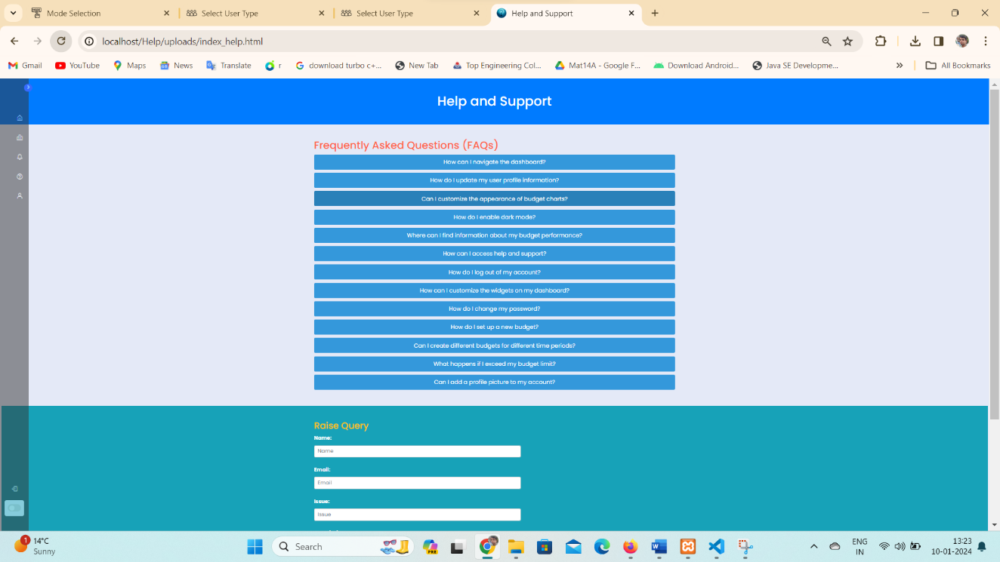 Mode Selection
Select User Type
Select User Type
Help and Support
localhost/Help/uploads/index_help.html
Gmail
YouTube
Maps
News
Translate
r
download turbo c+...
New Tab
Top Engineering Col...
Mat14A - Google F...
Download Android...
Java SE Developme...
All Bookmarks
Help and Support
Frequently Asked Questions (FAQs)
How can I navigate the dashboard?
How do I update my user profile information?
Can I customize the appearance of budget charts?
How do I enable dark mode?
Where can I find information about my budget performance?
How can I access help and support?
How do I log out of my account?
How can I customize the widgets on my dashboard?
How do I change my password?
How do I set up a new budget?
Can I create different budgets for different time periods?
What happens if I exceed my budget limit?
Can I add a profile picture to my account?
Raise Query
Name:
Name
Email:
Email
Issue:
Issue
1
14°C
Sunny
Search
PRE
ENG
IN
13:23
10-01-2024